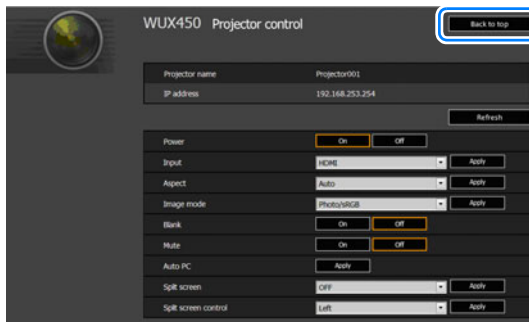 WUX450 Projector control
Back to top
Projector name Projector001
IP address 192.168.253.254
Refresh
Power On Off
Input HDMI Apply
Aspect Auto Apply
Image mode Photo/sRGB Apply
Blank On Off
Mute On Off
Auto PC Apply
Split screen OFF Apply
Split screen control Left Apply